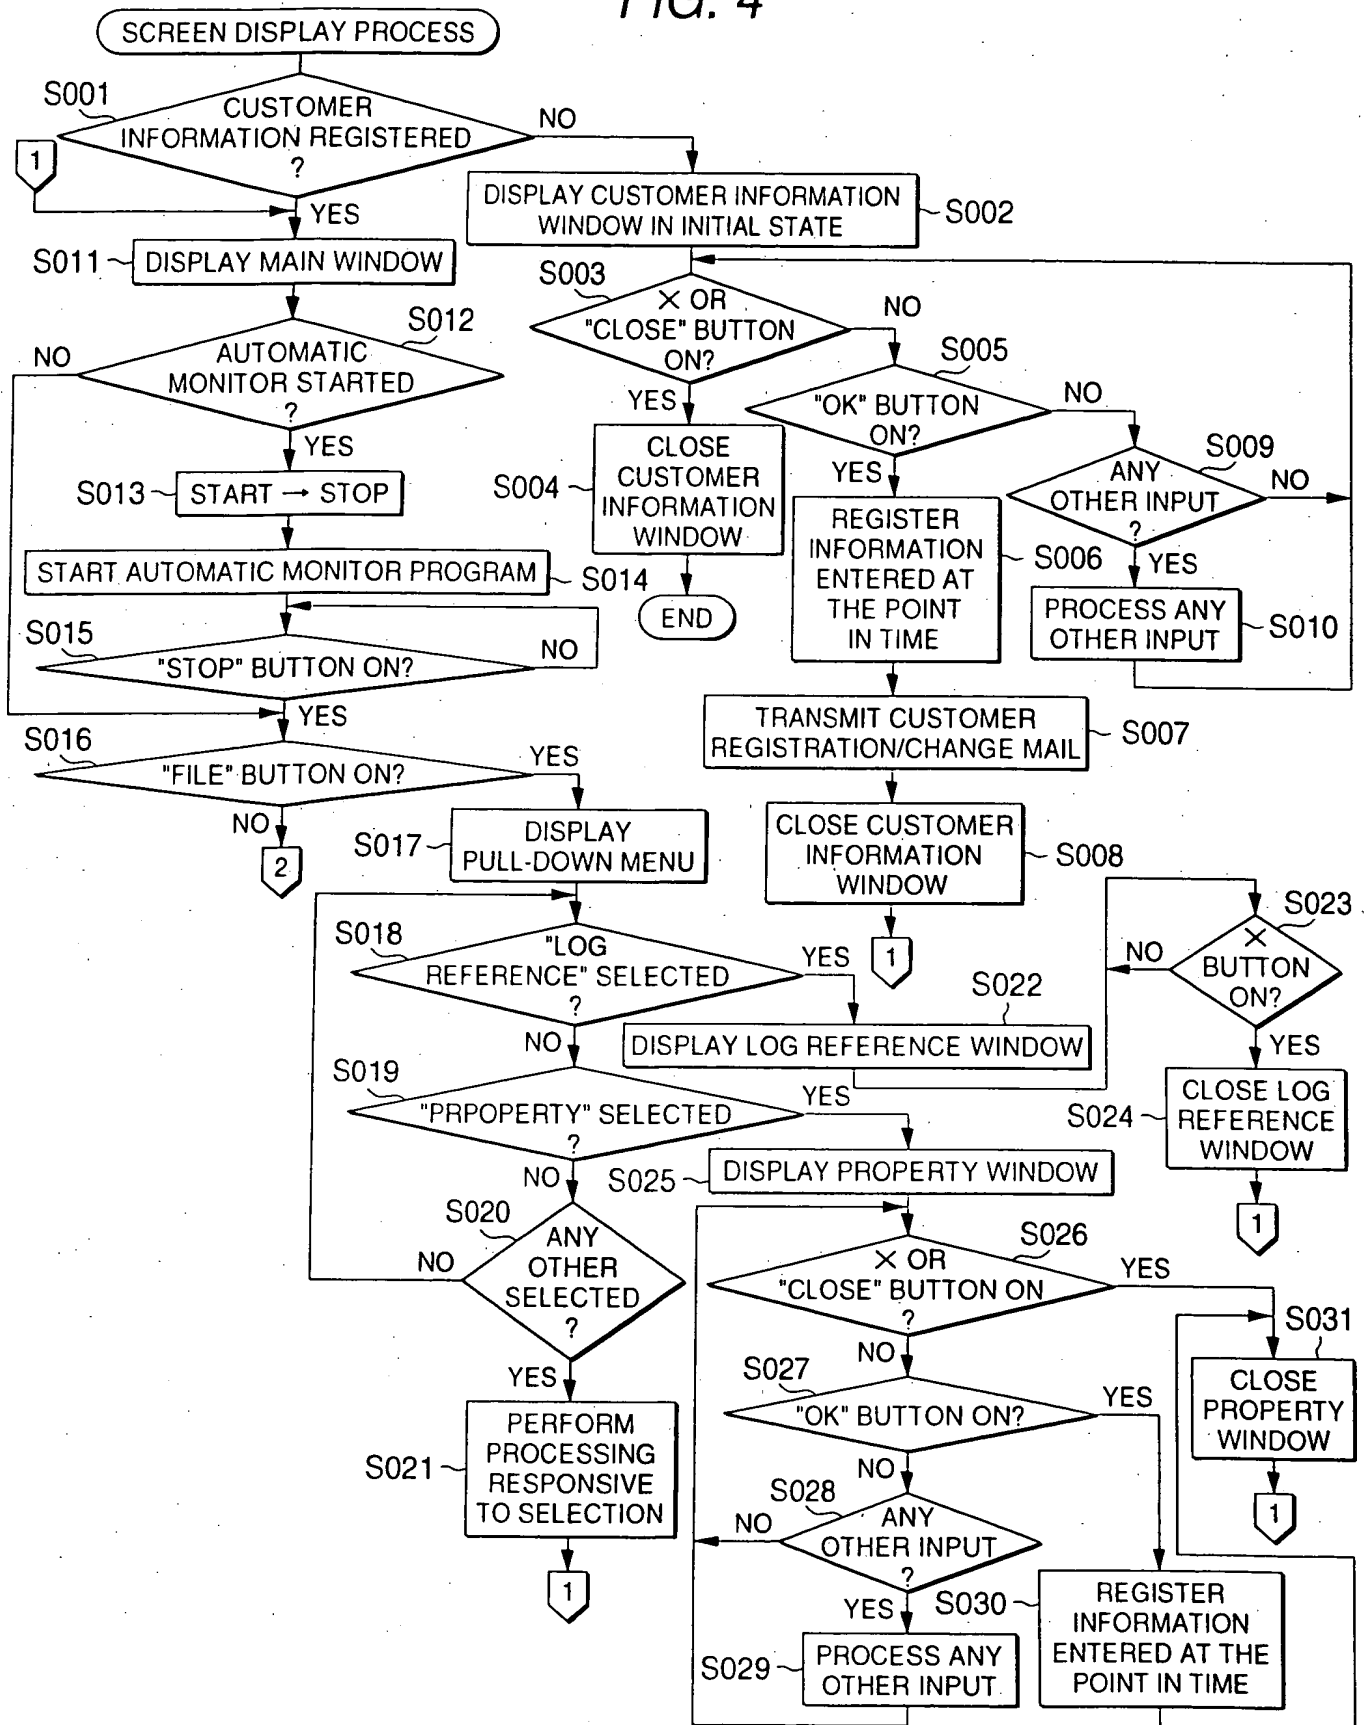 FIG. 4
SCREEN DISPLAY PROCESS
S001
CUSTOMER
INFORMATION REGISTERED
?
NO
1
YES
DISPLAY CUSTOMER INFORMATION
WINDOW IN INITIAL STATE
S002
S011
DISPLAY MAIN WINDOW
S003
× OR
"CLOSE" BUTTON
ON?
NO
YES
S012
AUTOMATIC
MONITOR STARTED
?
NO
YES
S005
"OK" BUTTON
ON?
NO
YES
S004
CLOSE
CUSTOMER
INFORMATION
WINDOW
END
S009
ANY
OTHER INPUT
?
NO
YES
S013
START → STOP
S006
REGISTER
INFORMATION
ENTERED AT
THE POINT
IN TIME
START AUTOMATIC MONITOR PROGRAM
S014
PROCESS ANY
OTHER INPUT
S010
S015
"STOP" BUTTON ON?
NO
YES
TRANSMIT CUSTOMER
REGISTRATION/CHANGE MAIL
S007
S016
"FILE" BUTTON ON?
YES
NO
2
S017
DISPLAY
PULL-DOWN MENU
CLOSE CUSTOMER
INFORMATION
WINDOW
S008
1
S018
"LOG
REFERENCE" SELECTED
?
YES
NO
S022
DISPLAY LOG REFERENCE WINDOW
S023
×
BUTTON
ON?
NO
YES
S019
"PRPOPERTY" SELECTED
?
YES
NO
S024
CLOSE LOG
REFERENCE
WINDOW
1
S025
DISPLAY PROPERTY WINDOW
S020
ANY
OTHER
SELECTED
?
NO
YES
S026
× OR
"CLOSE" BUTTON ON
?
YES
NO
S031
CLOSE
PROPERTY
WINDOW
1
S027
"OK" BUTTON ON?
YES
NO
S021
PERFORM
PROCESSING
RESPONSIVE
TO SELECTION
1
S028
ANY
OTHER INPUT
?
NO
YES
S030
REGISTER
INFORMATION
ENTERED AT THE
POINT IN TIME
S029
PROCESS ANY
OTHER INPUT